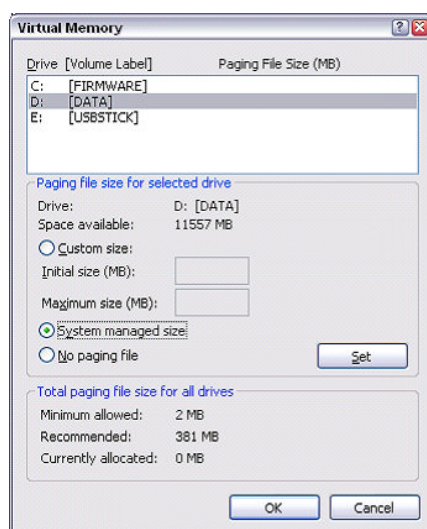 Virtual Memory
Drive [Volume Label] Paging File Size (MB)
C: [FIRMWARE]
D: [DATA]
E: [USBSTICK]
Paging file size for selected drive
Drive: D: [DATA]
Space available: 11557 MB
Custom size:
Initial size (MB):
Maximum size (MB):
System managed size
No paging file
Set
Total paging file size for all drives
Minimum allowed: 2 MB
Recommended: 381 MB
Currently allocated: 0 MB
OK Cancel